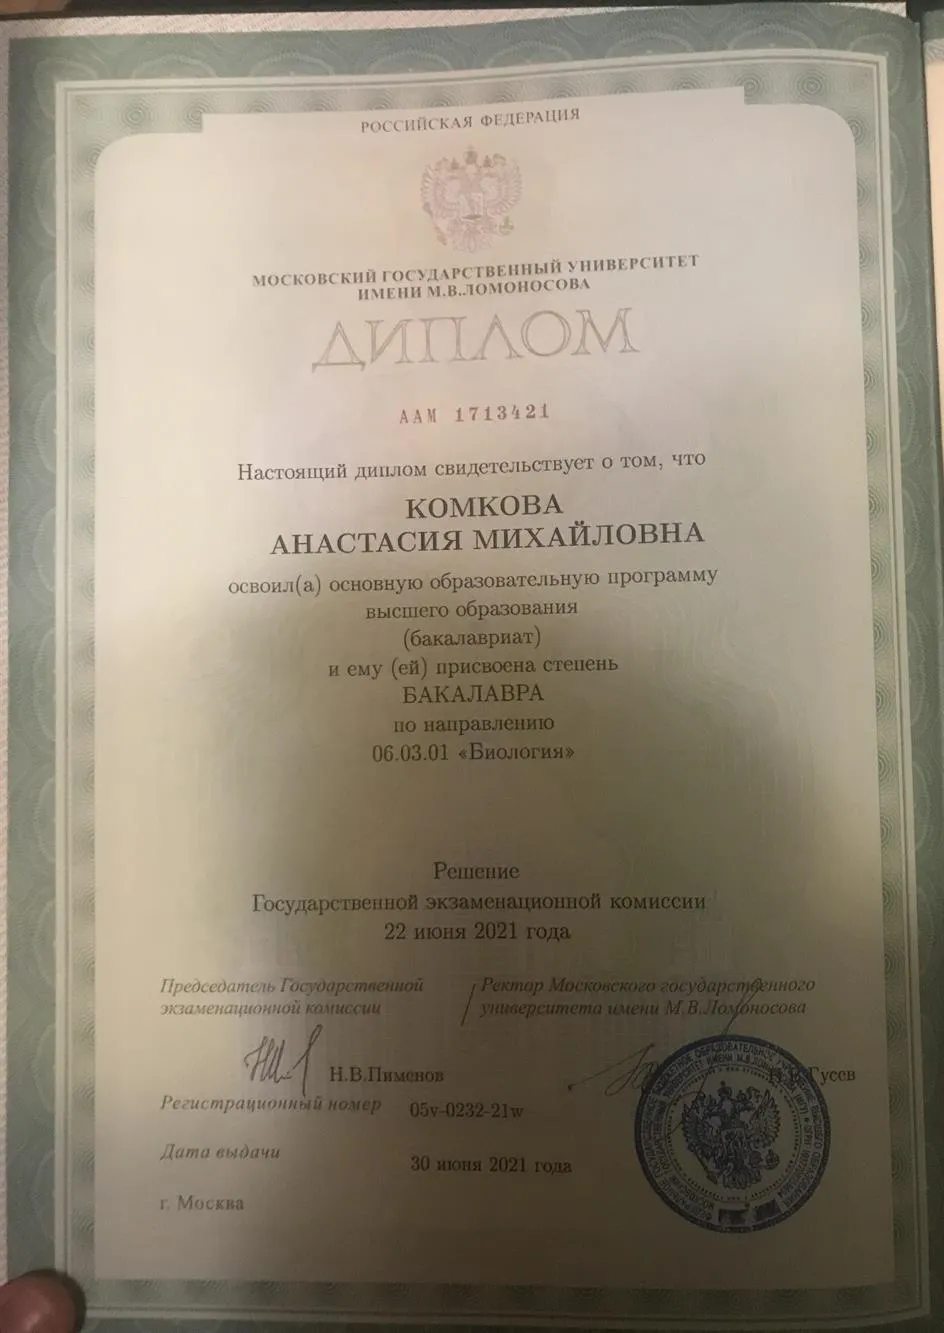 РОССИЙСКАЯ ФЕДЕРАЦИЯ
МОСКОВСКИЙ ГОСУДАРСТВЕННЫЙ УНИВЕРСИТЕТ
ИМЕНИ М.В.ЛОМОНОСОВА
ДИПЛОМ
ААМ 1713421
Настоящий диплом свидетельствует о том, что
КОМКОВА
АНАСТАСИЯ МИХАЙЛОВНА
освоил(а) основную образовательную программу
высшего образования
(бакалавриат)
и ему (ей) присвоена степень
БАКАЛАВРА
по направлению
06.03.01 «Биология»
Решение
Государственной экзаменационной комиссии
22 июня 2021 года
Председатель Государственной
экзаменационной комиссии
Н.В.Пименов
Ректор Московского государственного
университета имени М.В.Ломоносова
Гусев
Регистрационный номер 05v-0232-21w
Дата выдачи 30 июня 2021 года
г. Москва